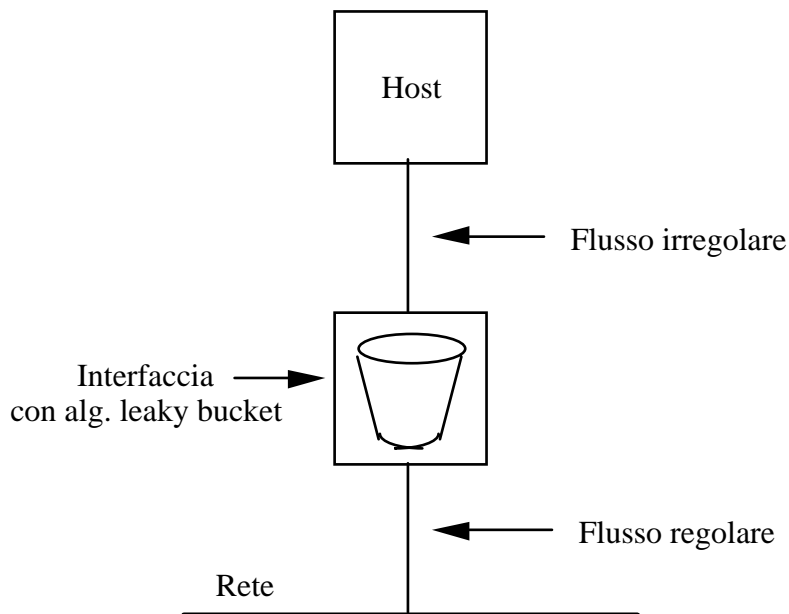 Host
Flusso irregolare
Interfaccia
con alg. leaky bucket
Flusso regolare
Rete